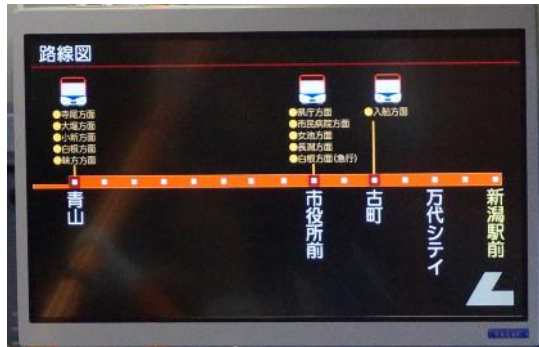 路線図
寺尾方面
大堀方面
小新方面
白根方面
味方方面
県庁方面
市民病院方面
女池方面
長潟方面
白根方面(急行)
入船方面
青山
市役所前
古町
万代シテイ
新潟駅前